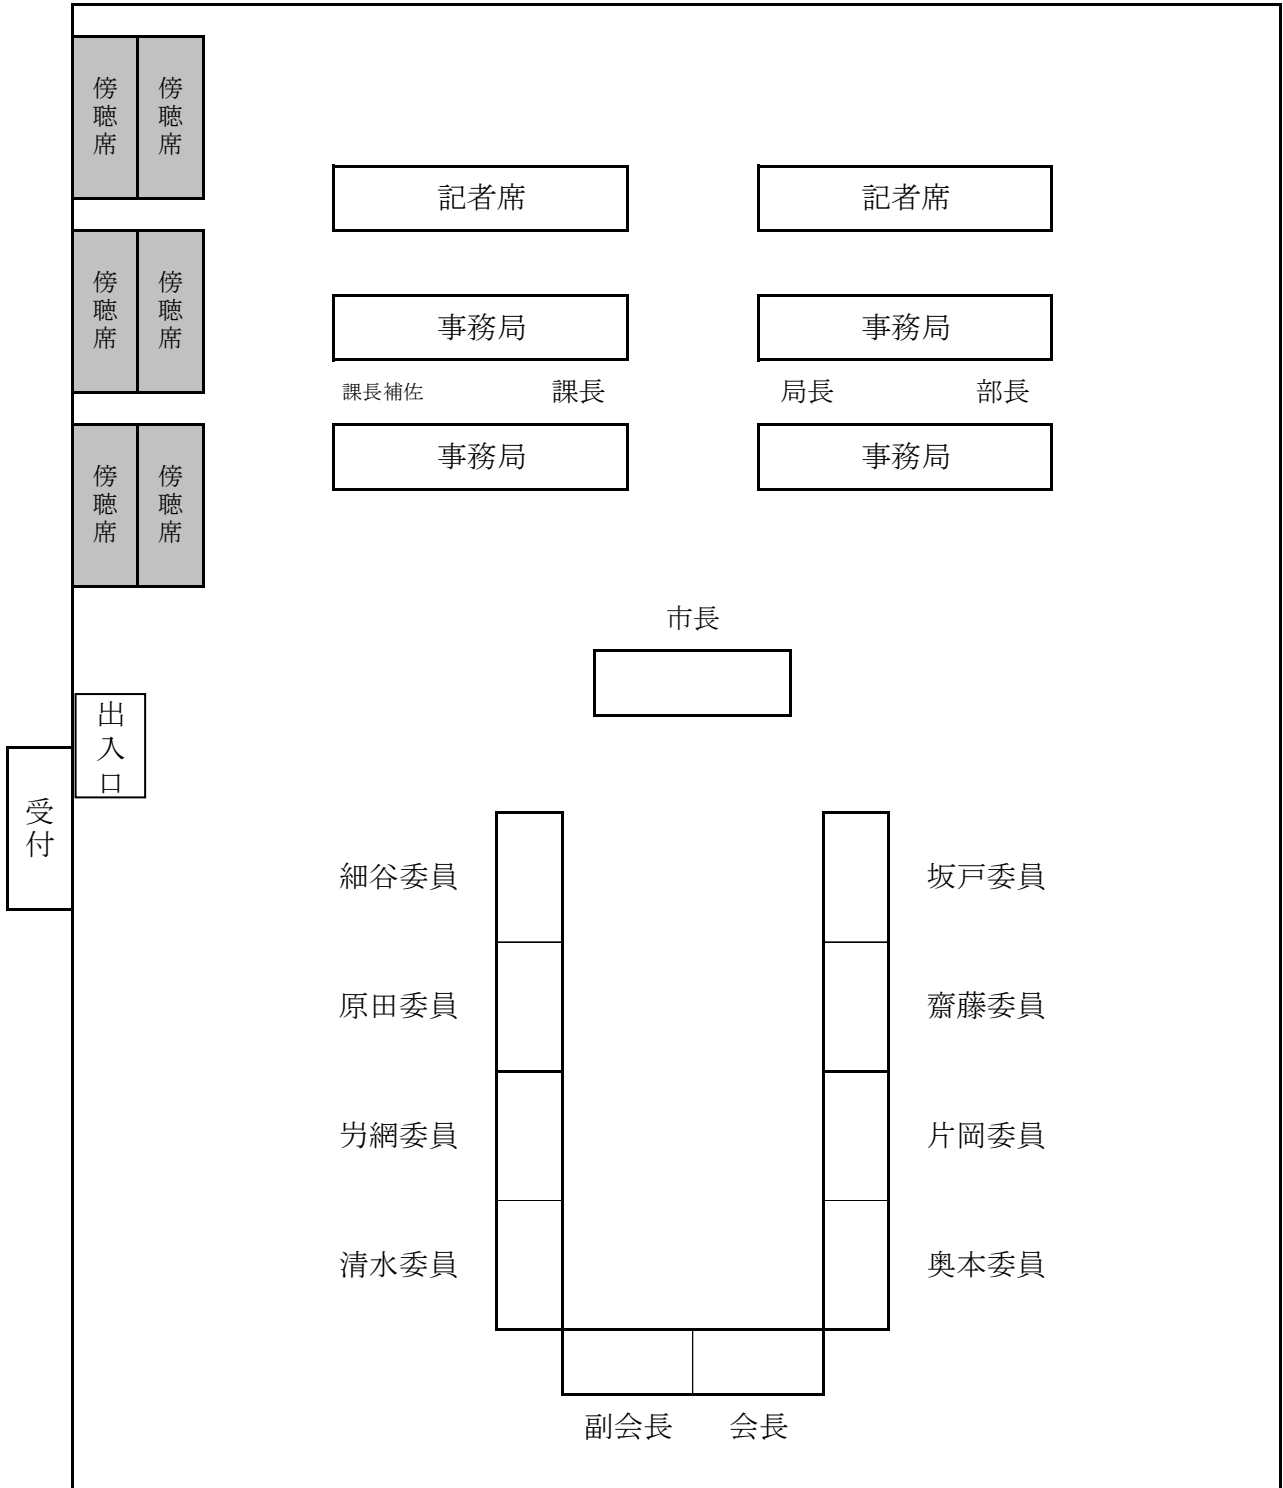 傍聴席
傍聴席
記者席
記者席
傍聴席
傍聴席
事務局
事務局
課長補佐
課長
局長
部長
傍聴席
傍聴席
事務局
事務局
市長
出入口
受付
細谷委員
坂戸委員
原田委員
齋藤委員
屶網委員
片岡委員
清水委員
奥本委員
副会長
会長